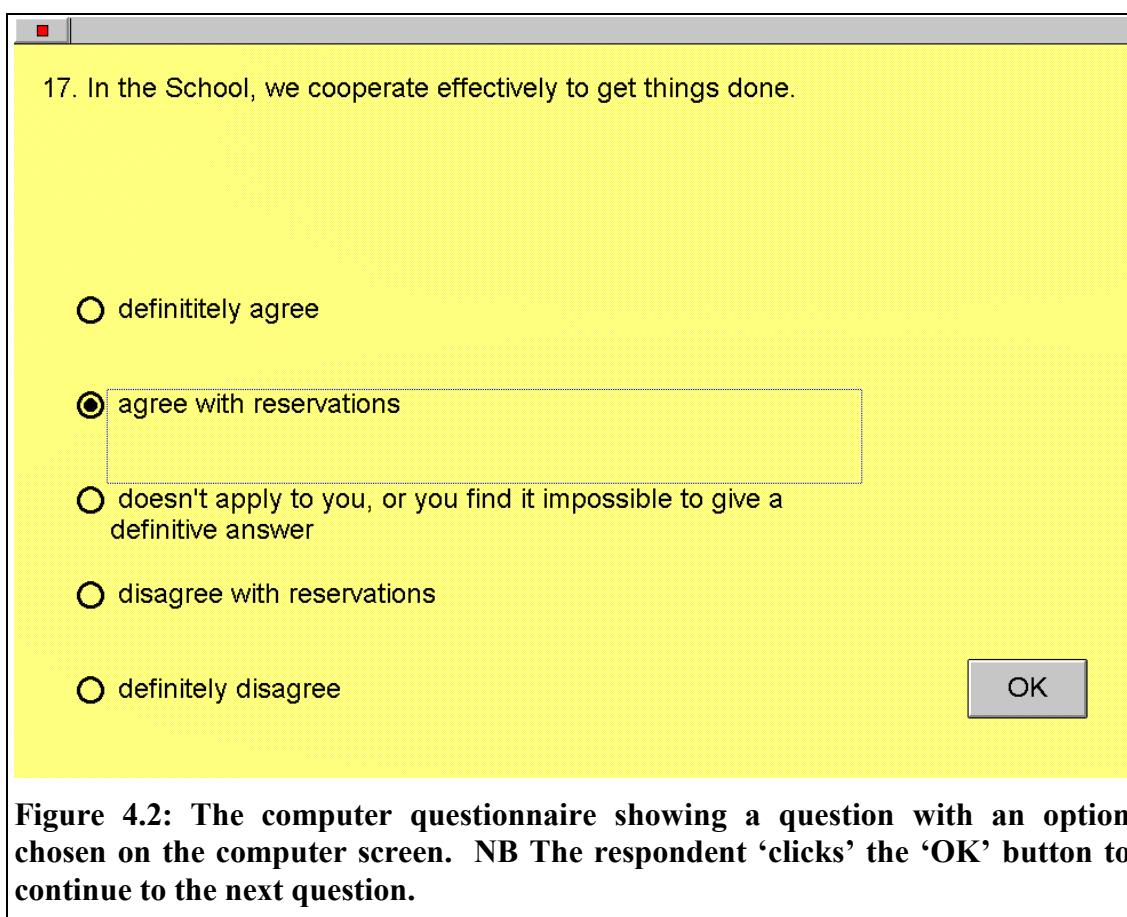 17. In the School, we cooperate effectively to get things done.
definititely agree
agree with reservations
doesn't apply to you, or you find it impossible to give a
definitive answer
disagree with reservations
definitely disagree
OK
Figure 4.2: The computer questionnaire showing a question with an option
chosen on the computer screen. NB The respondent ‘clicks’ the ‘OK’ button to
continue to the next question.